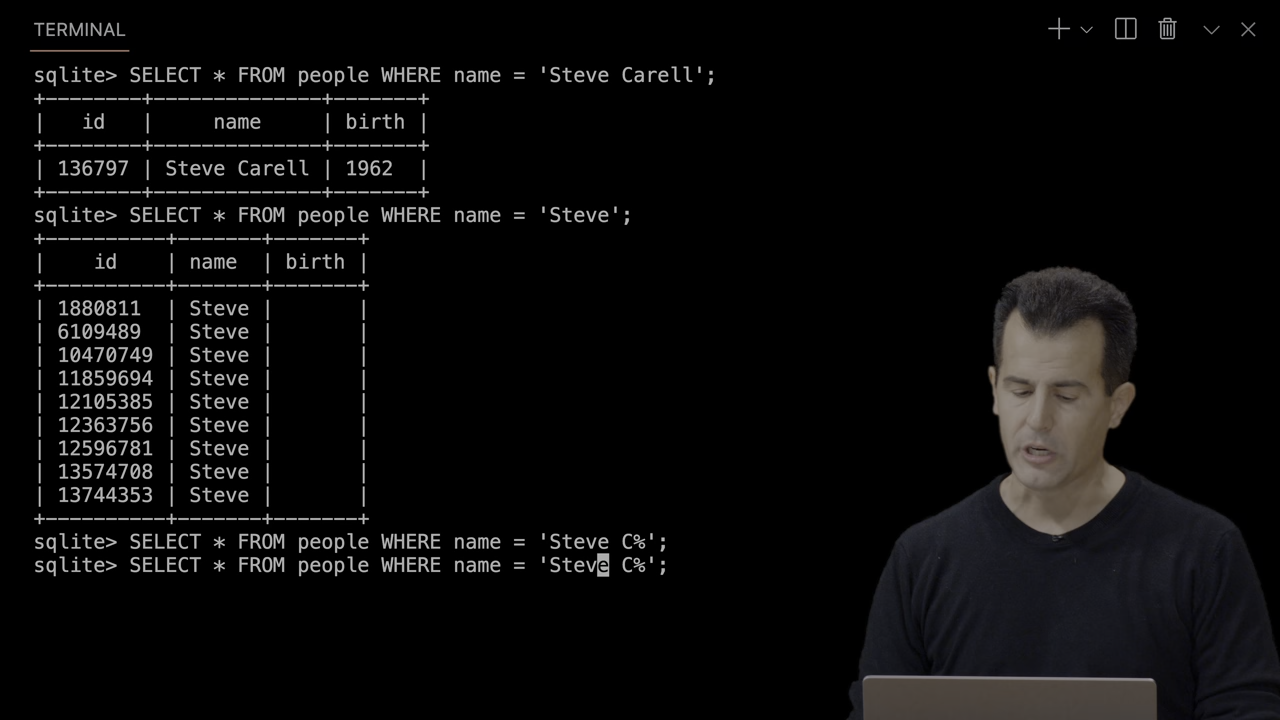 TERMINAL
sqlite> SELECT * FROM people WHERE name = 'Steve Carell';
+--------+--------------+-------+
|   id   |     name     | birth |
+--------+--------------+-------+
| 136797 | Steve Carell | 1962  |
+--------+--------------+-------+
sqlite> SELECT * FROM people WHERE name = 'Steve';
+----------+-------+-------+
|    id    | name  | birth |
+----------+-------+-------+
| 1880811  | Steve |       |
| 6109489  | Steve |       |
| 10470749 | Steve |       |
| 11859694 | Steve |       |
| 12105385 | Steve |       |
| 12363756 | Steve |       |
| 12596781 | Steve |       |
| 13574708 | Steve |       |
| 13744353 | Steve |       |
+----------+-------+-------+
sqlite> SELECT * FROM people WHERE name = 'Steve C%';
sqlite> SELECT * FROM people WHERE name = 'Steve C%';